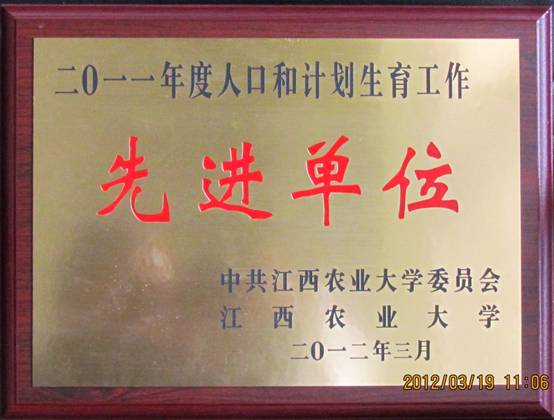 二〇一一年度人口和计划生育工作
先进单位
中共江西农业大学委员会
江西农业大学
二〇一二年三月
2012/03/19 11:06